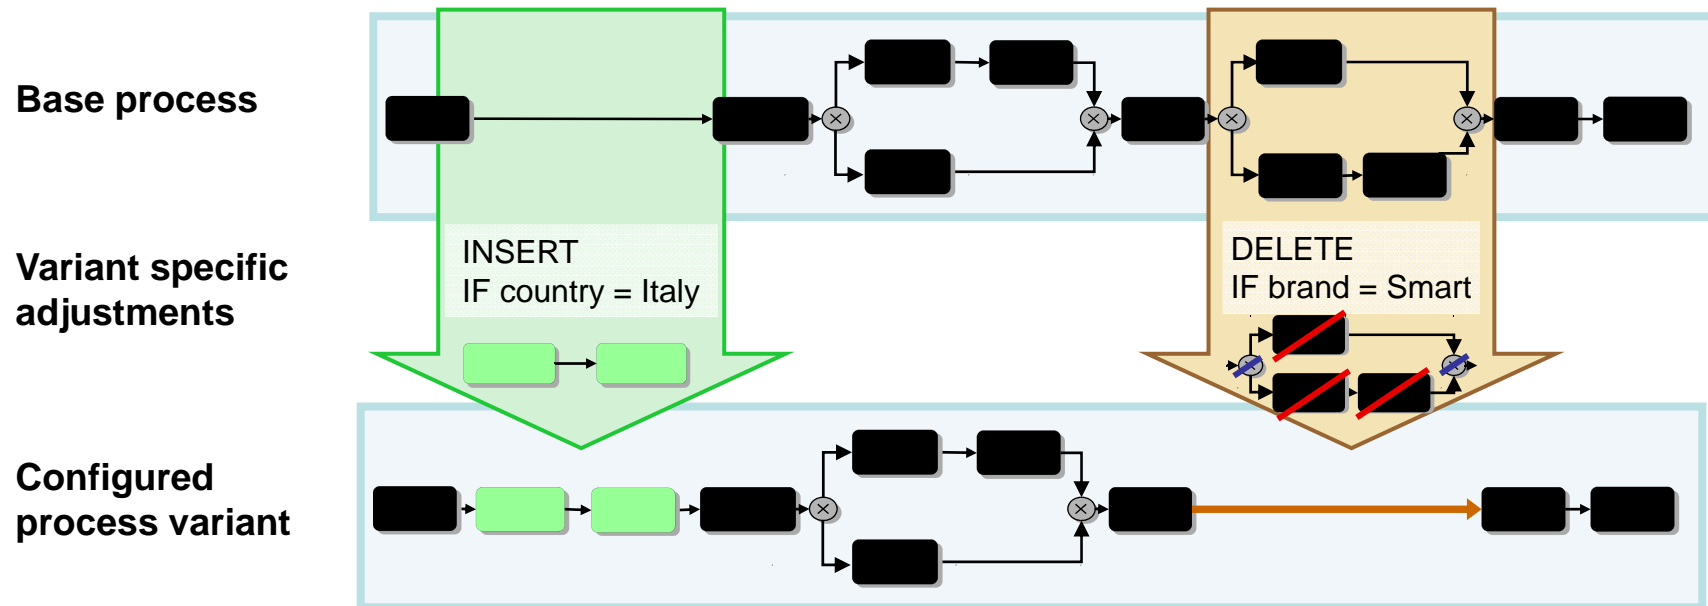 Base process
INSERT
IF country = Italy
DELETE
IF brand = Smart
Variant specific
adjustments
Configured
process variant